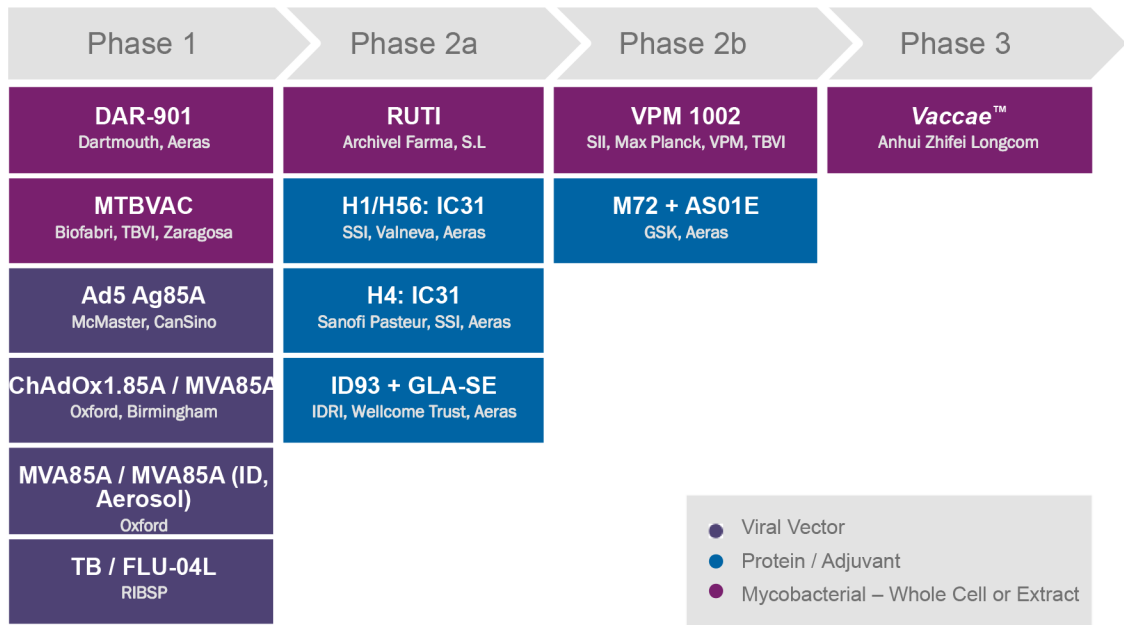 Phase 1
Phase 2a
Phase 2b
Phase 3
DAR-901
Dartmouth, Aeras
RUTI
Archivel Farma, S.L
VPM 1002
SII, Max Planck, VPM, TBVI
Vaccae™
Anhui Zhifei Longcom
MTBVAC
Biofabri, TBVI, Zaragosa
H1/H56: IC31
SSI, Valneva, Aeras
M72 + AS01E
GSK, Aeras
Ad5 Ag85A
McMaster, CanSino
H4: IC31
Sanofi Pasteur, SSI, Aeras
ChAdOx1.85A / MVA85A
Oxford, Birmingham
ID93 + GLA-SE
IDRI, Wellcome Trust, Aeras
MVA85A / MVA85A (ID,
Aerosol)
Oxford
TB / FLU-04L
RIBSP
Viral Vector
Protein / Adjuvant
Mycobacterial – Whole Cell or Extract